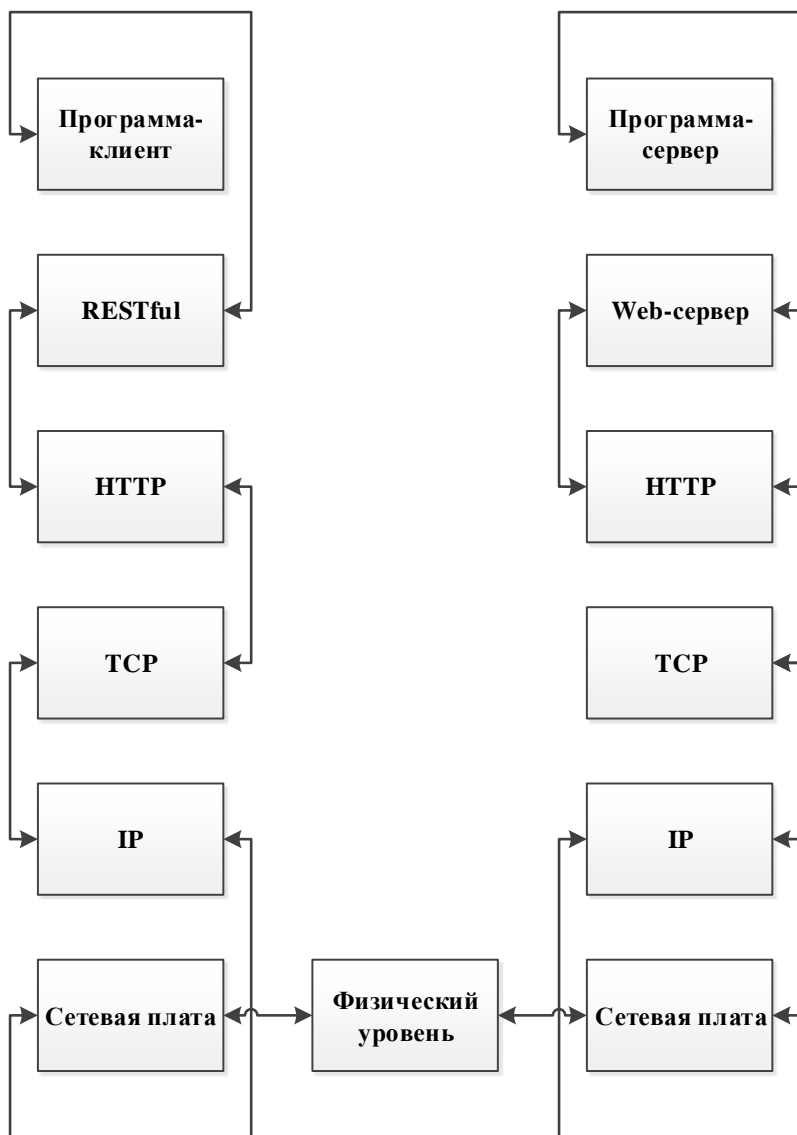 Программа-
клиент
Программа-
сервер
RESTful
Web-сервер
HTTP
HTTP
TCP
TCP
IP
IP
Сетевая плата
Физический
уровень
Сетевая плата